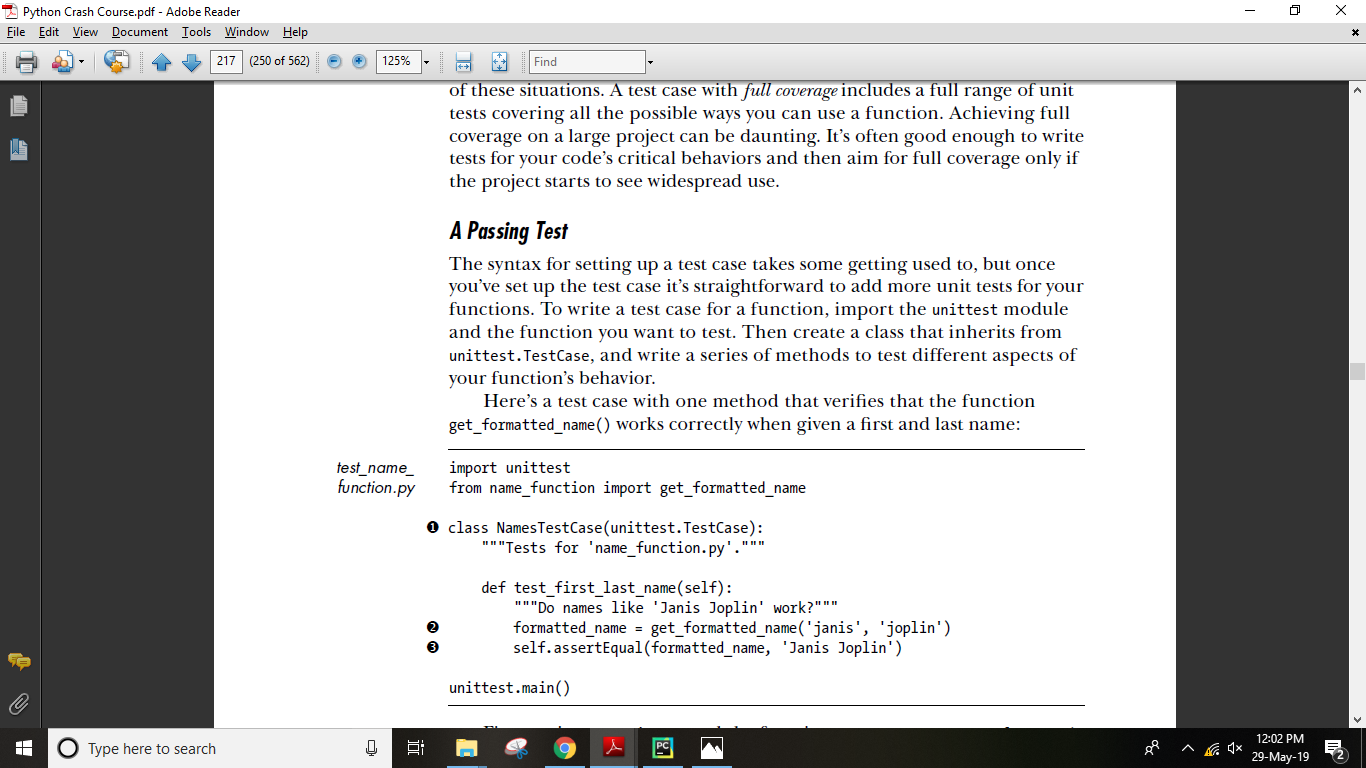 Python Crash Course.pdf - Adobe Reader
File Edit View Document Tools Window Help
217 (250 of 562) 125% Find
of these situations. A test case with full coverage includes a full range of unit
tests covering all the possible ways you can use a function. Achieving full
coverage on a large project can be daunting. It’s often good enough to write
tests for your code’s critical behaviors and then aim for full coverage only if
the project starts to see widespread use.
A Passing Test
The syntax for setting up a test case takes some getting used to, but once
you’ve set up the test case it’s straightforward to add more unit tests for your
functions. To write a test case for a function, import the unittest module
and the function you want to test. Then create a class that inherits from
unittest.TestCase, and write a series of methods to test different aspects of
your function’s behavior.
Here’s a test case with one method that verifies that the function
get_formatted_name() works correctly when given a first and last name:
test_name_ import unittest
function.py from name_function import get_formatted_name
❶ class NamesTestCase(unittest.TestCase):
"""Tests for 'name_function.py'."""
def test_first_last_name(self):
"""Do names like 'Janis Joplin' work?"""
❷ formatted_name = get_formatted_name('janis', 'joplin')
❸ self.assertEqual(formatted_name, 'Janis Joplin')
unittest.main()
Type here to search
PC
12:02 PM
29-May-19
2